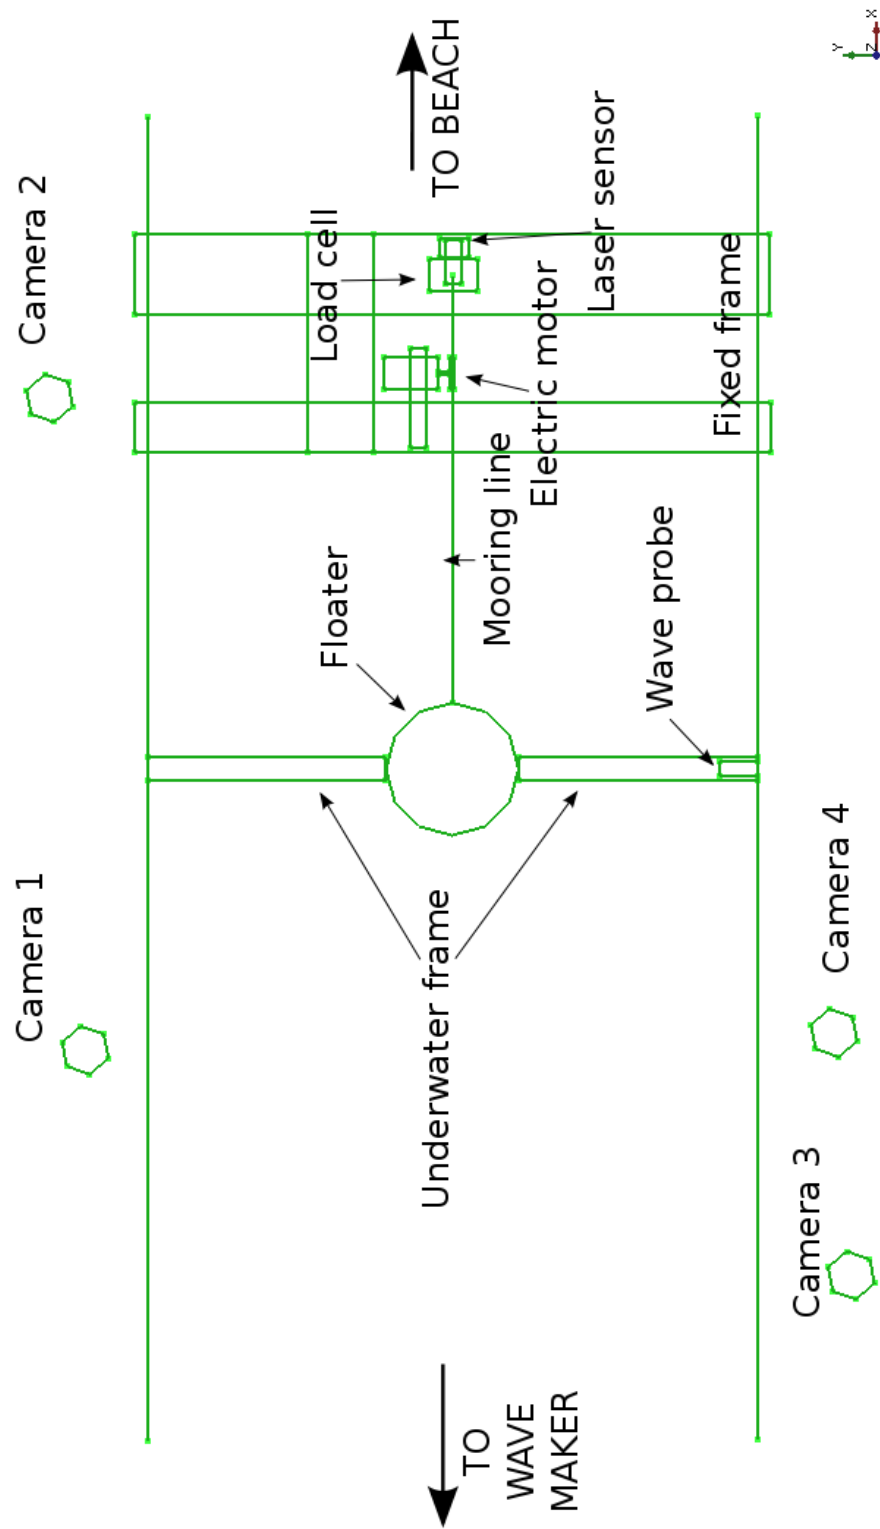 Camera 1
Camera 2
TO BEACH
Load cell
Laser sensor
Floater
Electric motor
Mooring line
Fixed frame
Underwater frame
Wave probe
TO
WAVE
MAKER
Camera 3
Camera 4
Y
Z
X